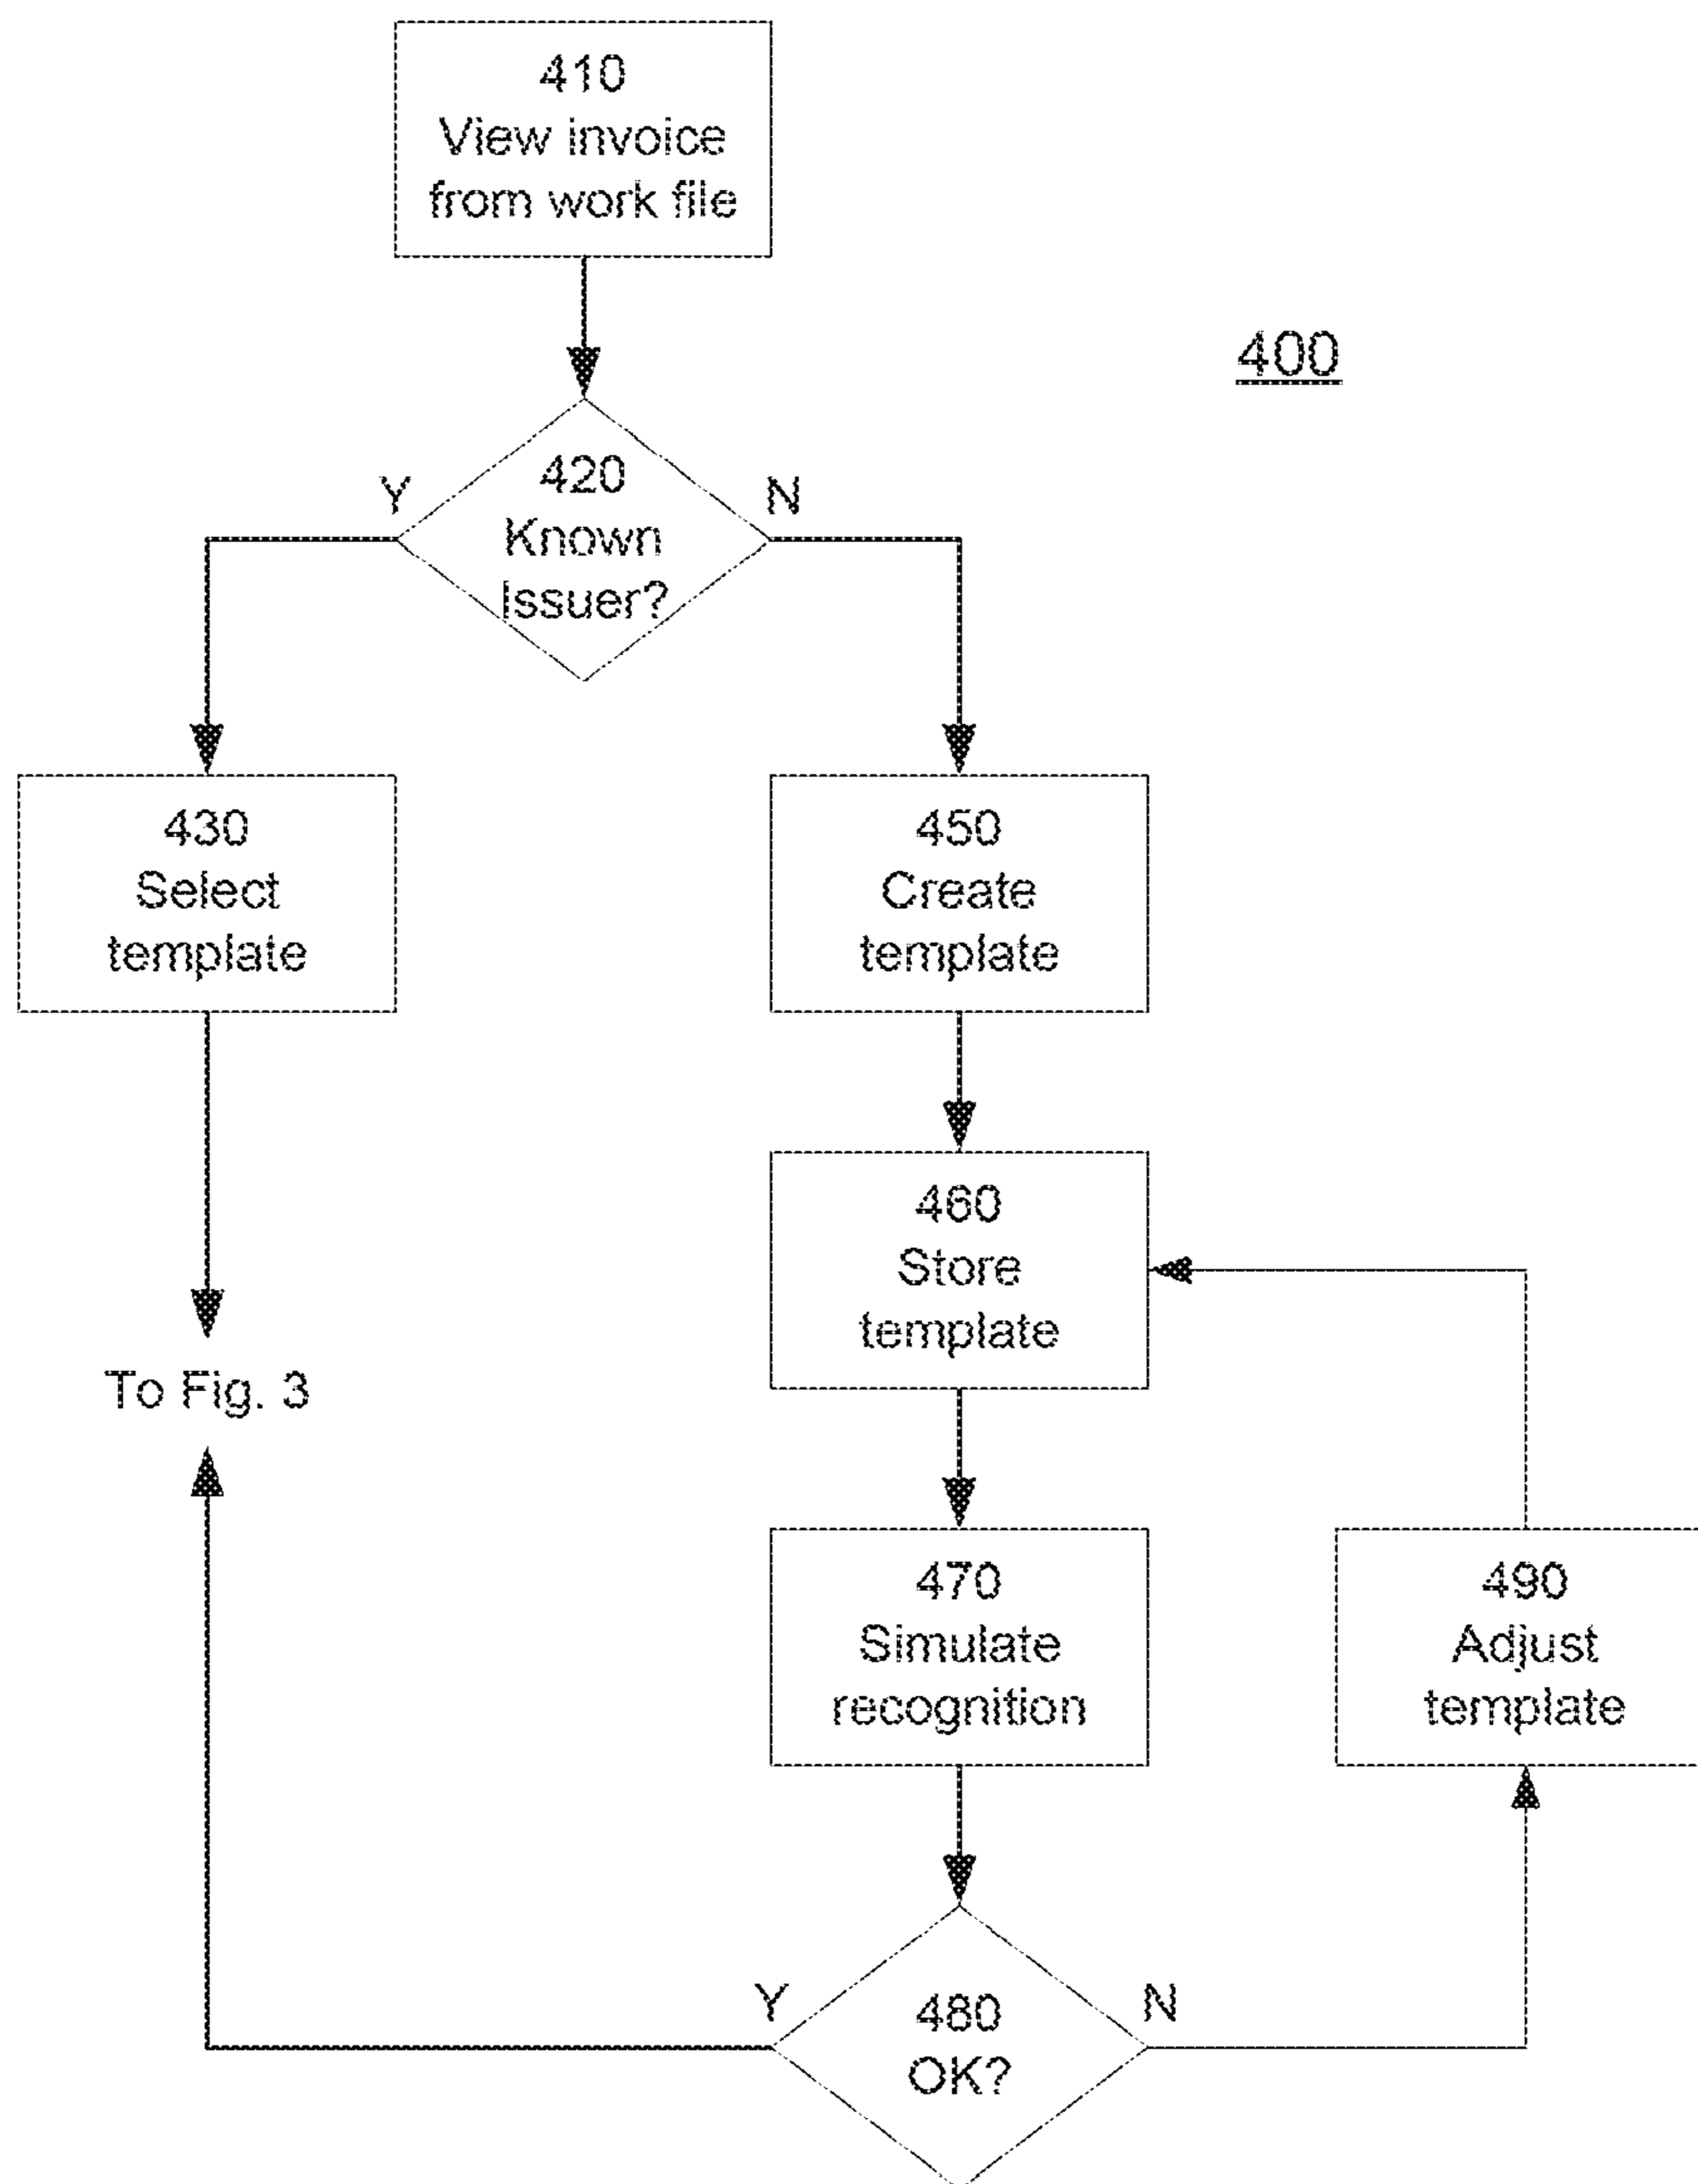 410
View invoice
from work file
400
Y
420
N
Known
Issuer?
430
Select
template
450
Create
template
460
Store
template
To Fig. 3
470
Simulate
recognition
490
Adjust
template
Y
480
N
OK?